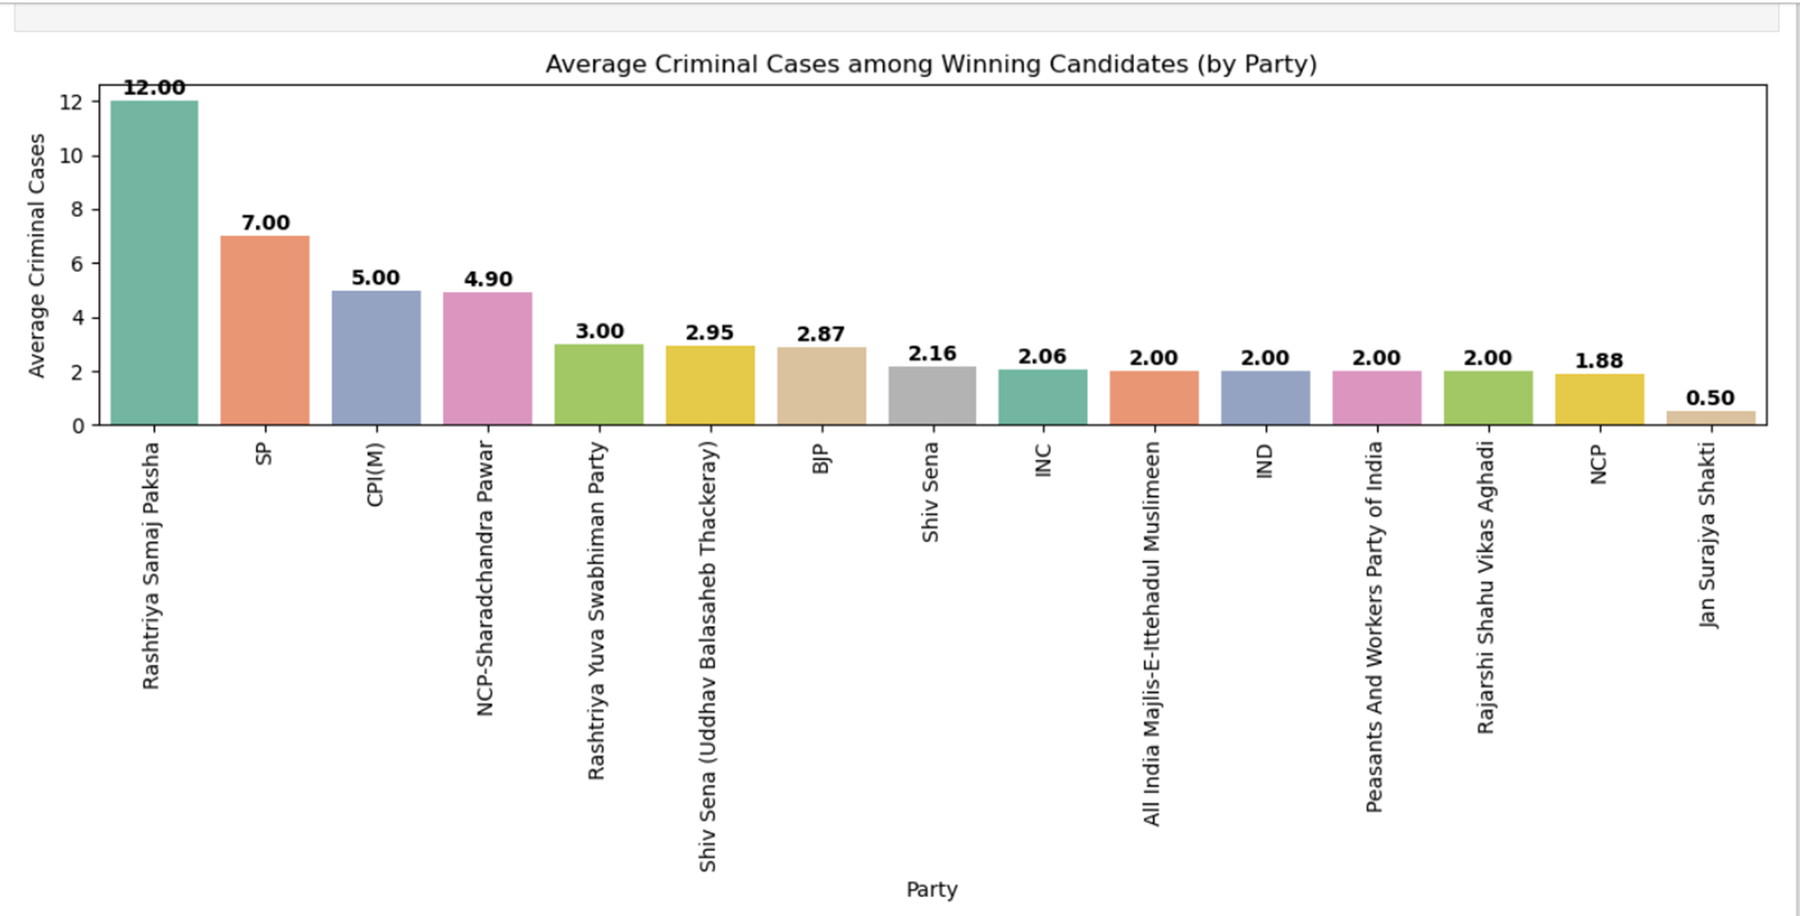 Average Criminal Cases among Winning Candidates (by Party)
Average Criminal Cases
12
10
8
6
4
2
0
12.00
7.00
5.00
4.90
3.00
2.95
2.87
2.16
2.06
2.00
2.00
2.00
2.00
1.88
0.50
Rashtriya Samaj Paksha
SP
CPI(M)
NCP-Sharadchandra Pawar
Rashtriya Yuva Swabhiman Party
Shiv Sena (Uddhav Balasaheb Thackeray)
BJP
Shiv Sena
INC
All India Majlis-E-Ittehadul Muslimeen
IND
Peasants And Workers Party of India
Rajarshi Shahu Vikas Aghadi
NCP
Jan Surajya Shakti
Party